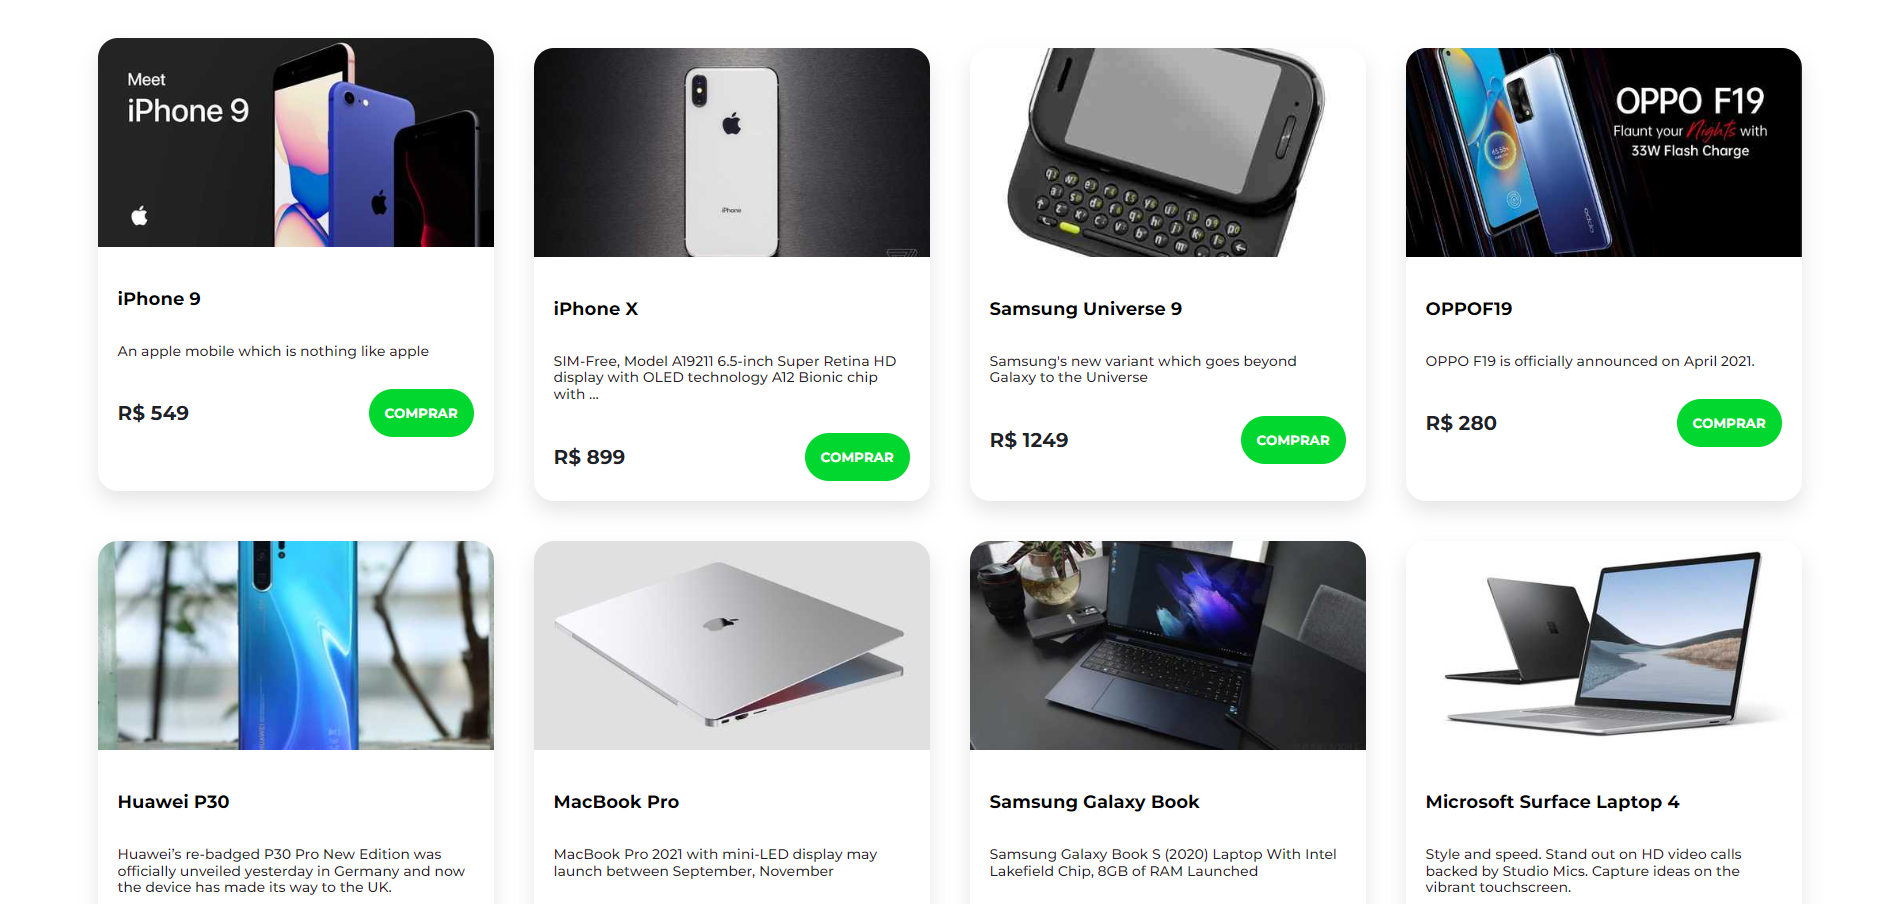 Meet
iPhone 9
iPhone
OPPO F19
Flaunt your Nights with
33W Flash Charge
oppo
iPhone 9
An apple mobile which is nothing like apple
R$ 549
COMPRAR
iPhone X
SIM-Free, Model A19211 6.5-inch Super Retina HD
display with OLED technology A12 Bionic chip
with ...
R$ 899
COMPRAR
Samsung Universe 9
Samsung's new variant which goes beyond
Galaxy to the Universe
R$ 1249
COMPRAR
OPPOF19
OPPO F19 is officially announced on April 2021.
R$ 280
COMPRAR
HUAWEI
Huawei P30
Huawei’s re-badged P30 Pro New Edition was
officially unveiled yesterday in Germany and now
the device has made its way to the UK.
MacBook Pro
MacBook Pro 2021 with mini-LED display may
launch between September, November
Samsung Galaxy Book
Samsung Galaxy Book S (2020) Laptop With Intel
Lakefield Chip, 8GB of RAM Launched
Microsoft Surface Laptop 4
Style and speed. Stand out on HD video calls
backed by Studio Mics. Capture ideas on the
vibrant touchscreen.